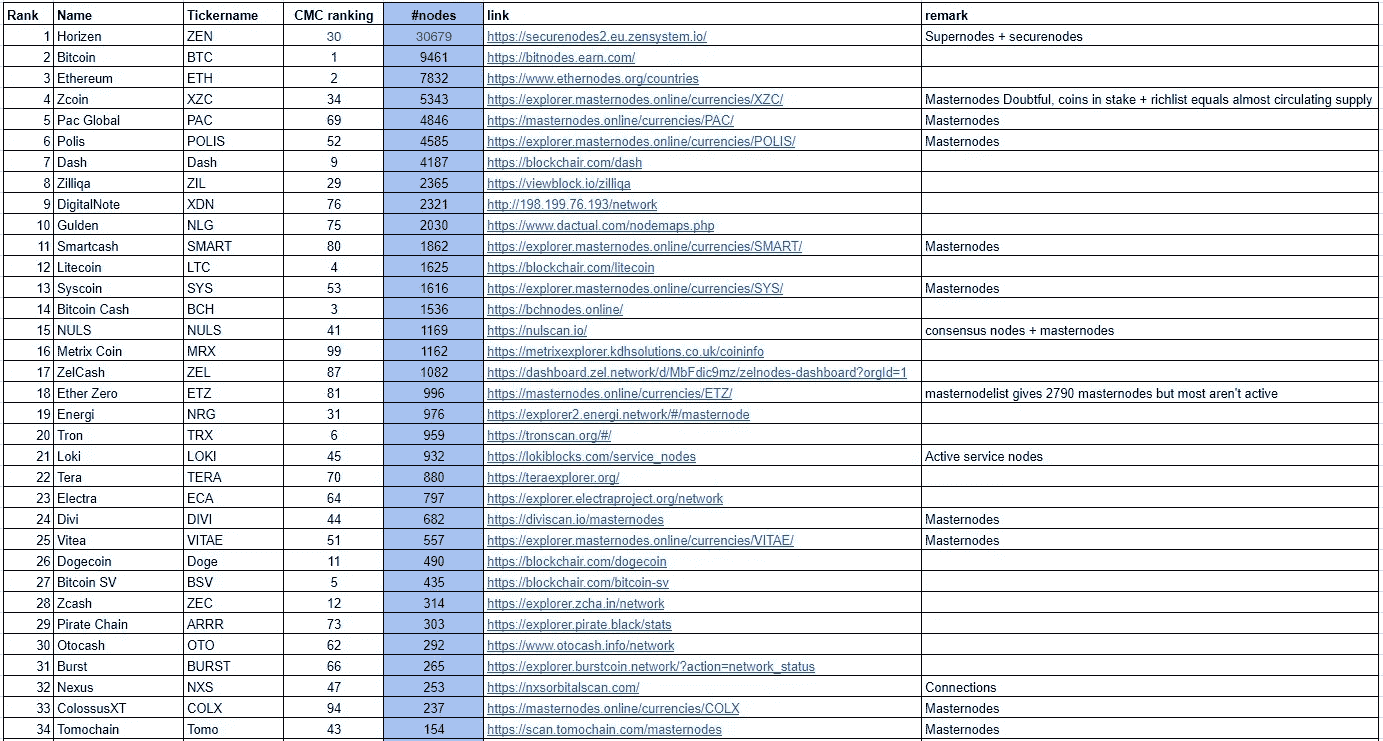 Rank Name Tickername CMC ranking #nodes link remark
1 Horizen ZEN 30 30679 https://securenodes2.eu.zensystem.io/ Supernodes + securenodes
2 Bitcoin BTC 1 9461 https://bitnodes.earn.com/
3 Ethereum ETH 2 7832 https://www.ethernodes.org/countries
4 Zcoin XZC 34 5343 https://explorer.masternodes.online/currencies/XZC/ Masternodes Doubtful, coins in stake + richlist equals almost circulating supply
5 Pac Global PAC 69 4846 https://masternodes.online/currencies/PAC/ Masternodes
6 Polis POLIS 52 4585 https://explorer.masternodes.online/currencies/POLIS/ Masternodes
7 Dash Dash 9 4187 https://blockchair.com/dash
8 Zilliqa ZIL 29 2365 https://viewblock.io/zilliqa
9 DigitalNote XDN 76 2321 http://198.199.76.193/network
10 Gulden NLG 75 2030 https://www.dactual.com/nodemaps.php
11 Smartcash SMART 80 1862 https://explorer.masternodes.online/currencies/SMART/ Masternodes
12 Litecoin LTC 4 1625 https://blockchair.com/litecoin
13 Syscoin SYS 53 1616 https://explorer.masternodes.online/currencies/SYS/ Masternodes
14 Bitcoin Cash BCH 3 1536 https://bchnodes.online/
15 NULS NULS 41 1169 https://nulscan.io/ consensus nodes + masternodes
16 Metrix Coin MRX 99 1162 https://metrixexplorer.kdhsolutions.co.uk/coininfo
17 ZelCash ZEL 87 1082 https://dashboard.zel.network/d/MbFdic9mz/zelnodes-dashboard?orgId=1
18 Ether Zero ETZ 81 996 https://masternodes.online/currencies/ETZ/ masternodelist gives 2790 masternodes but most aren't active
19 Energi NRG 31 976 https://explorer2.energi.network/#/masternode
20 Tron TRX 6 959 https://tronscan.org/#/
21 Loki LOKI 45 932 https://lokiblocks.com/service_nodes Active service nodes
22 Tera TERA 70 880 https://teraexplorer.org/
23 Electra ECA 64 797 https://explorer.electraproject.org/network
24 Divi DIVI 44 682 https://diviscan.io/masternodes Masternodes
25 Vitea VITAE 51 557 https://explorer.masternodes.online/currencies/VITAE/ Masternodes
26 Dogecoin Doge 11 490 https://blockchair.com/dogecoin
27 Bitcoin SV BSV 5 435 https://blockchair.com/bitcoin-sv
28 Zcash ZEC 12 314 https://explorer.zcha.in/network
29 Pirate Chain ARRR 73 303 https://explorer.pirate.black/stats
30 Otocash OTO 62 292 https://www.otocash.info/network
31 Burst BURST 66 265 https://explorer.burstcoin.network/?action=network_status
32 Nexus NXS 47 253 https://nxsorbitalscan.com/ Connections
33 ColossusXT COLX 94 237 https://masternodes.online/currencies/COLX Masternodes
34 Tomochain Tomo 43 154 https://scan.tomochain.com/masternodes Masternodes